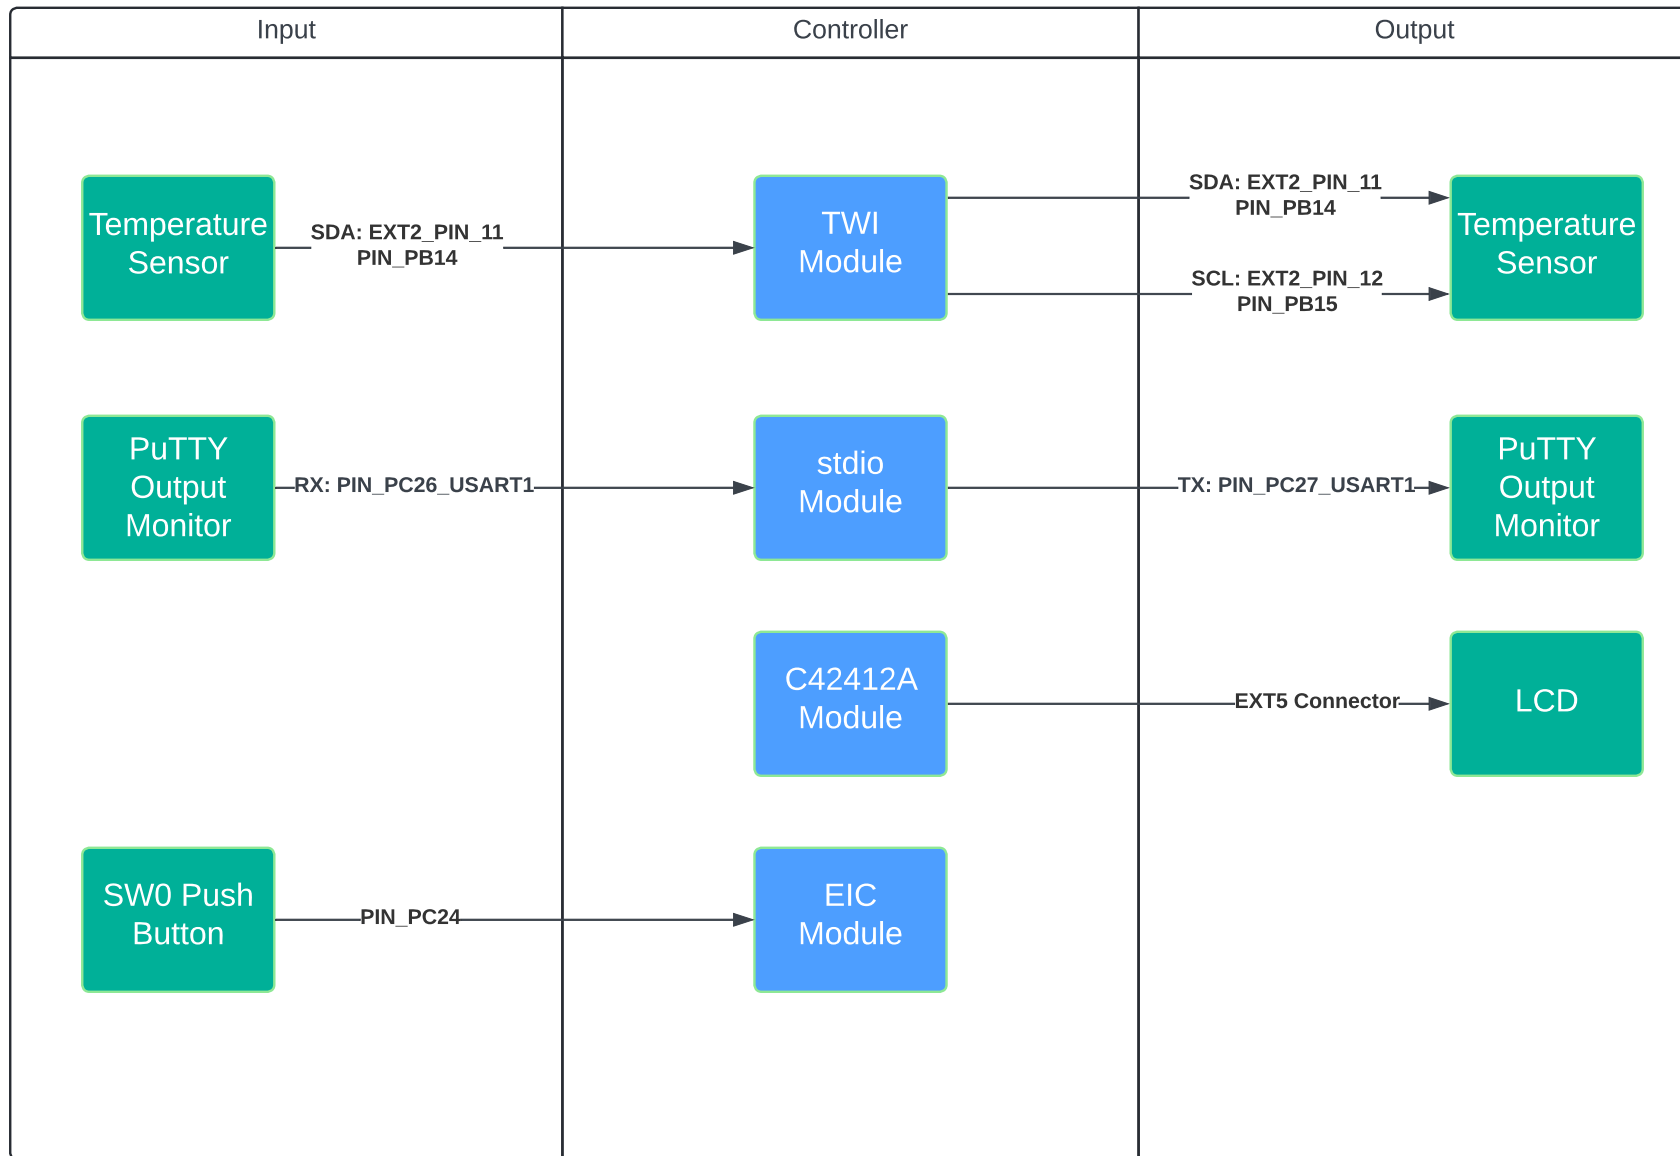 Input
Controller
Output
Temperature
Sensor
SDA: EXT2_PIN_11
PIN_PB14
TWI
Module
SDA: EXT2_PIN_11
PIN_PB14
SCL: EXT2_PIN_12
PIN_PB15
Temperature
Sensor
PuTTY
Output
Monitor
RX: PIN_PC26_USART1
stdio
Module
TX: PIN_PC27_USART1
PuTTY
Output
Monitor
C42412A
Module
EXT5 Connector
LCD
SW0 Push
Button
PIN_PC24
EIC
Module